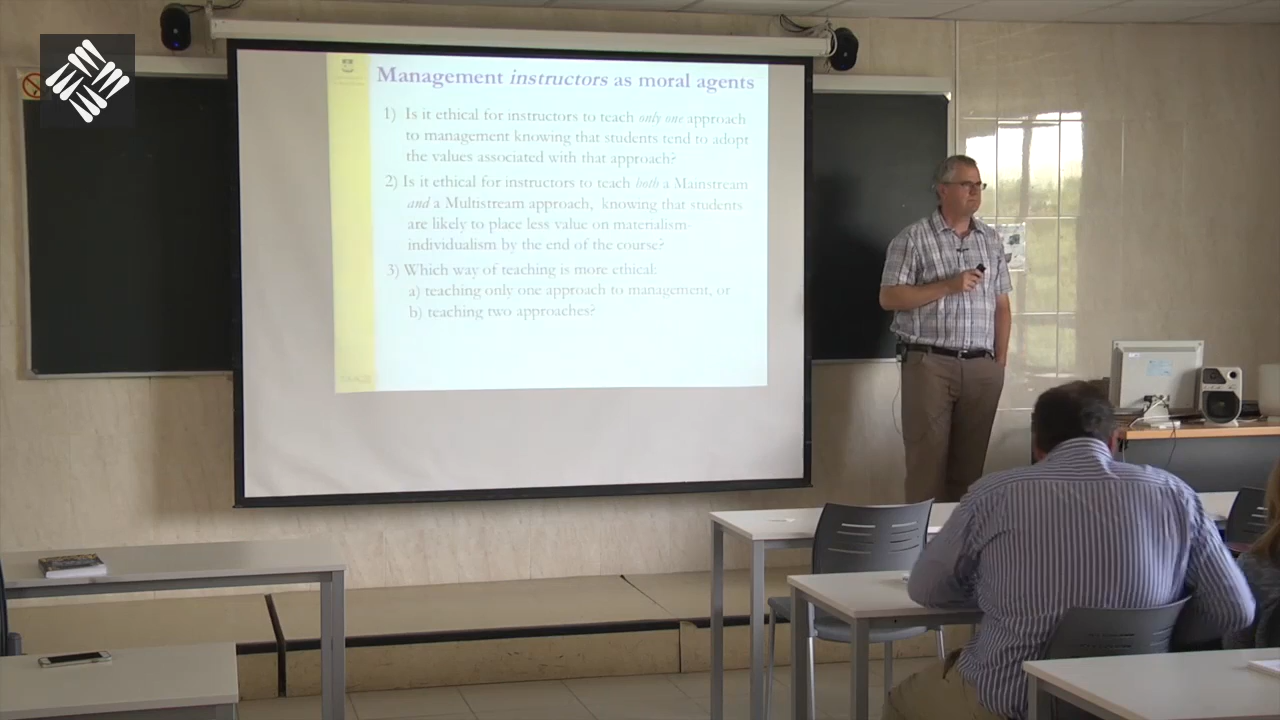 Management instructors as moral agents
1) Is it ethical for instructors to teach only one approach
to management knowing that students tend to adopt
the values associated with that approach?
2) Is it ethical for instructors to teach both a Mainstream
and a Multistream approach, knowing that students
are likely to place less value on materialism-
individualism by the end of the course?
3) Which way of teaching is more ethical:
a) teaching only one approach to management, or
b) teaching two approaches?